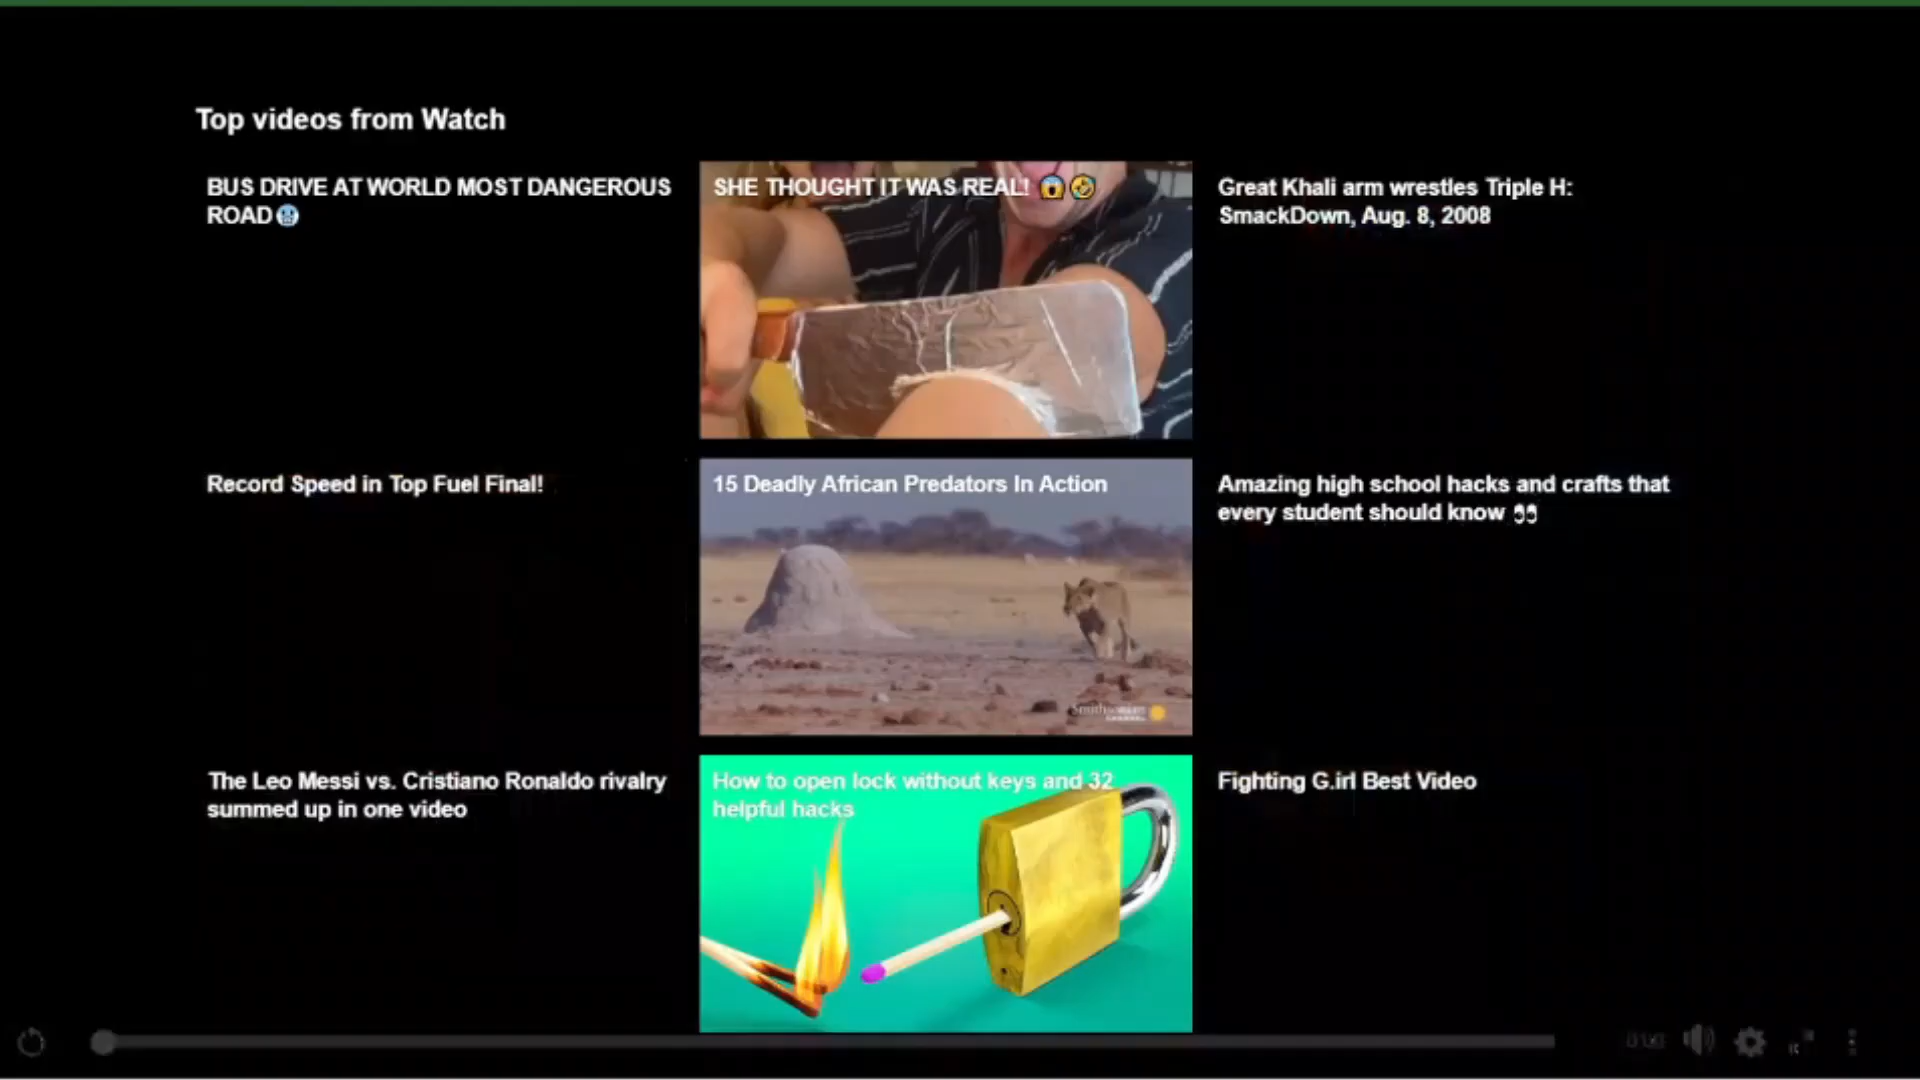 Top videos from Watch
BUS DRIVE AT WORLD MOST DANGEROUS
ROAD🥶
SHE THOUGHT IT WAS REAL! 😱🤣
Great Khali arm wrestles Triple H:
SmackDown, Aug. 8, 2008
Record Speed in Top Fuel Final!
15 Deadly African Predators In Action
Smithsonian
CHANNEL
Amazing high school hacks and crafts that
every student should know 👀
The Leo Messi vs. Cristiano Ronaldo rivalry
summed up in one video
How to open lock without keys and 32
helpful hacks
Fighting G.irl Best Video